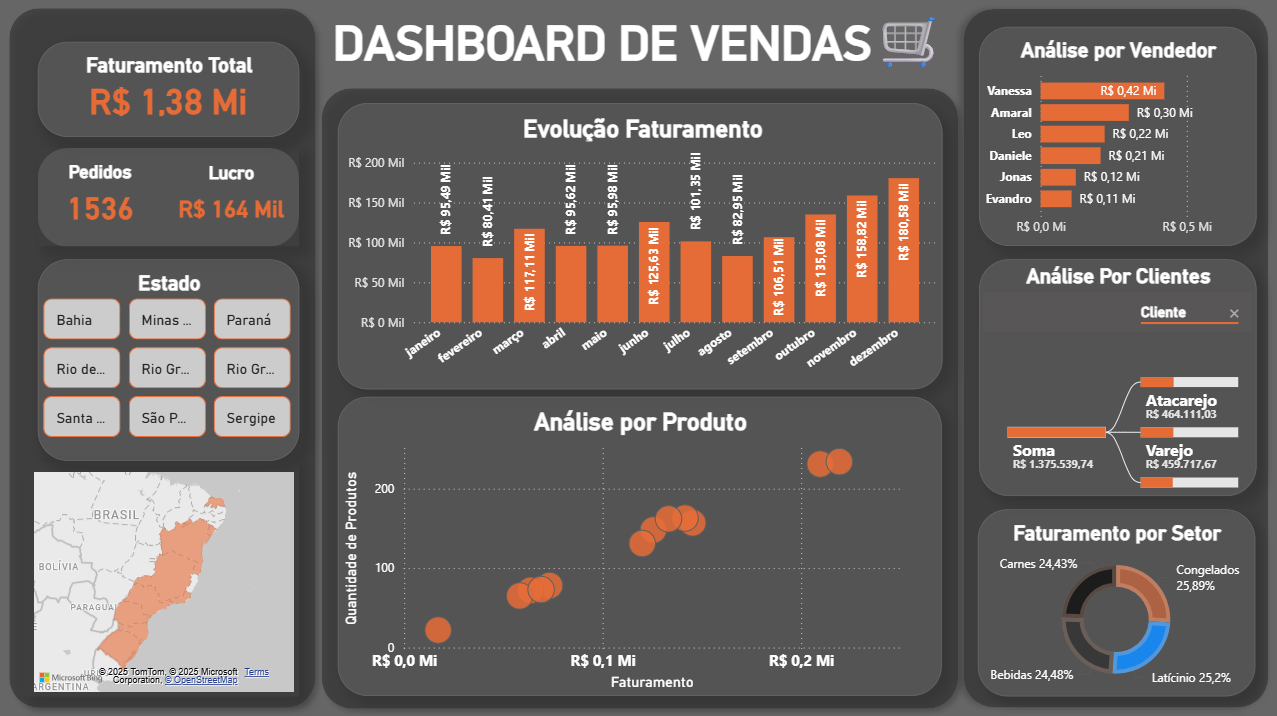 DASHBOARD DE VENDAS
Faturamento Total
R$ 1,38 Mi
Pedidos
Lucro
1536
R$ 164 Mil
Estado
Bahia
Minas ...
Paraná
Rio de...
Rio Gr...
Rio Gr...
Santa ...
São P...
Sergipe
BRASIL
BOLÍVIA
PARAGUAI
ARGENTINA
Microsoft Bing
© 2025 TomTom, © 2025 Microsoft
Corporation, © OpenStreetMap
Terms
Evolução Faturamento
R$ 200 Mil
R$ 150 Mil
R$ 100 Mil
R$ 50 Mil
R$ 0 Mil
R$ 95,49 Mil
R$ 80,41 Mil
R$ 117,11 Mil
R$ 95,62 Mil
R$ 95,98 Mil
R$ 125,63 Mil
R$ 101,35 Mil
R$ 82,95 Mil
R$ 106,51 Mil
R$ 135,08 Mil
R$ 158,82 Mil
R$ 180,58 Mil
janeiro
fevereiro
março
abril
maio
junho
julho
agosto
setembro
outubro
novembro
dezembro
Análise por Produto
Quantidade de Produtos
200
100
0
R$ 0,0 Mi
R$ 0,1 Mi
R$ 0,2 Mi
Faturamento
Análise por Vendedor
Vanessa
R$ 0,42 Mi
Amaral
R$ 0,30 Mi
Leo
R$ 0,22 Mi
Daniele
R$ 0,21 Mi
Jonas
R$ 0,12 Mi
Evandro
R$ 0,11 Mi
R$ 0,0 Mi
R$ 0,5 Mi
Análise Por Clientes
Cliente
Atacarejo
R$ 464.111,03
Soma
R$ 1.375.539,74
Varejo
R$ 459.717,67
Faturamento por Setor
Carnes 24,43%
Congelados
25,89%
Bebidas 24,48%
Latícinio 25,2%